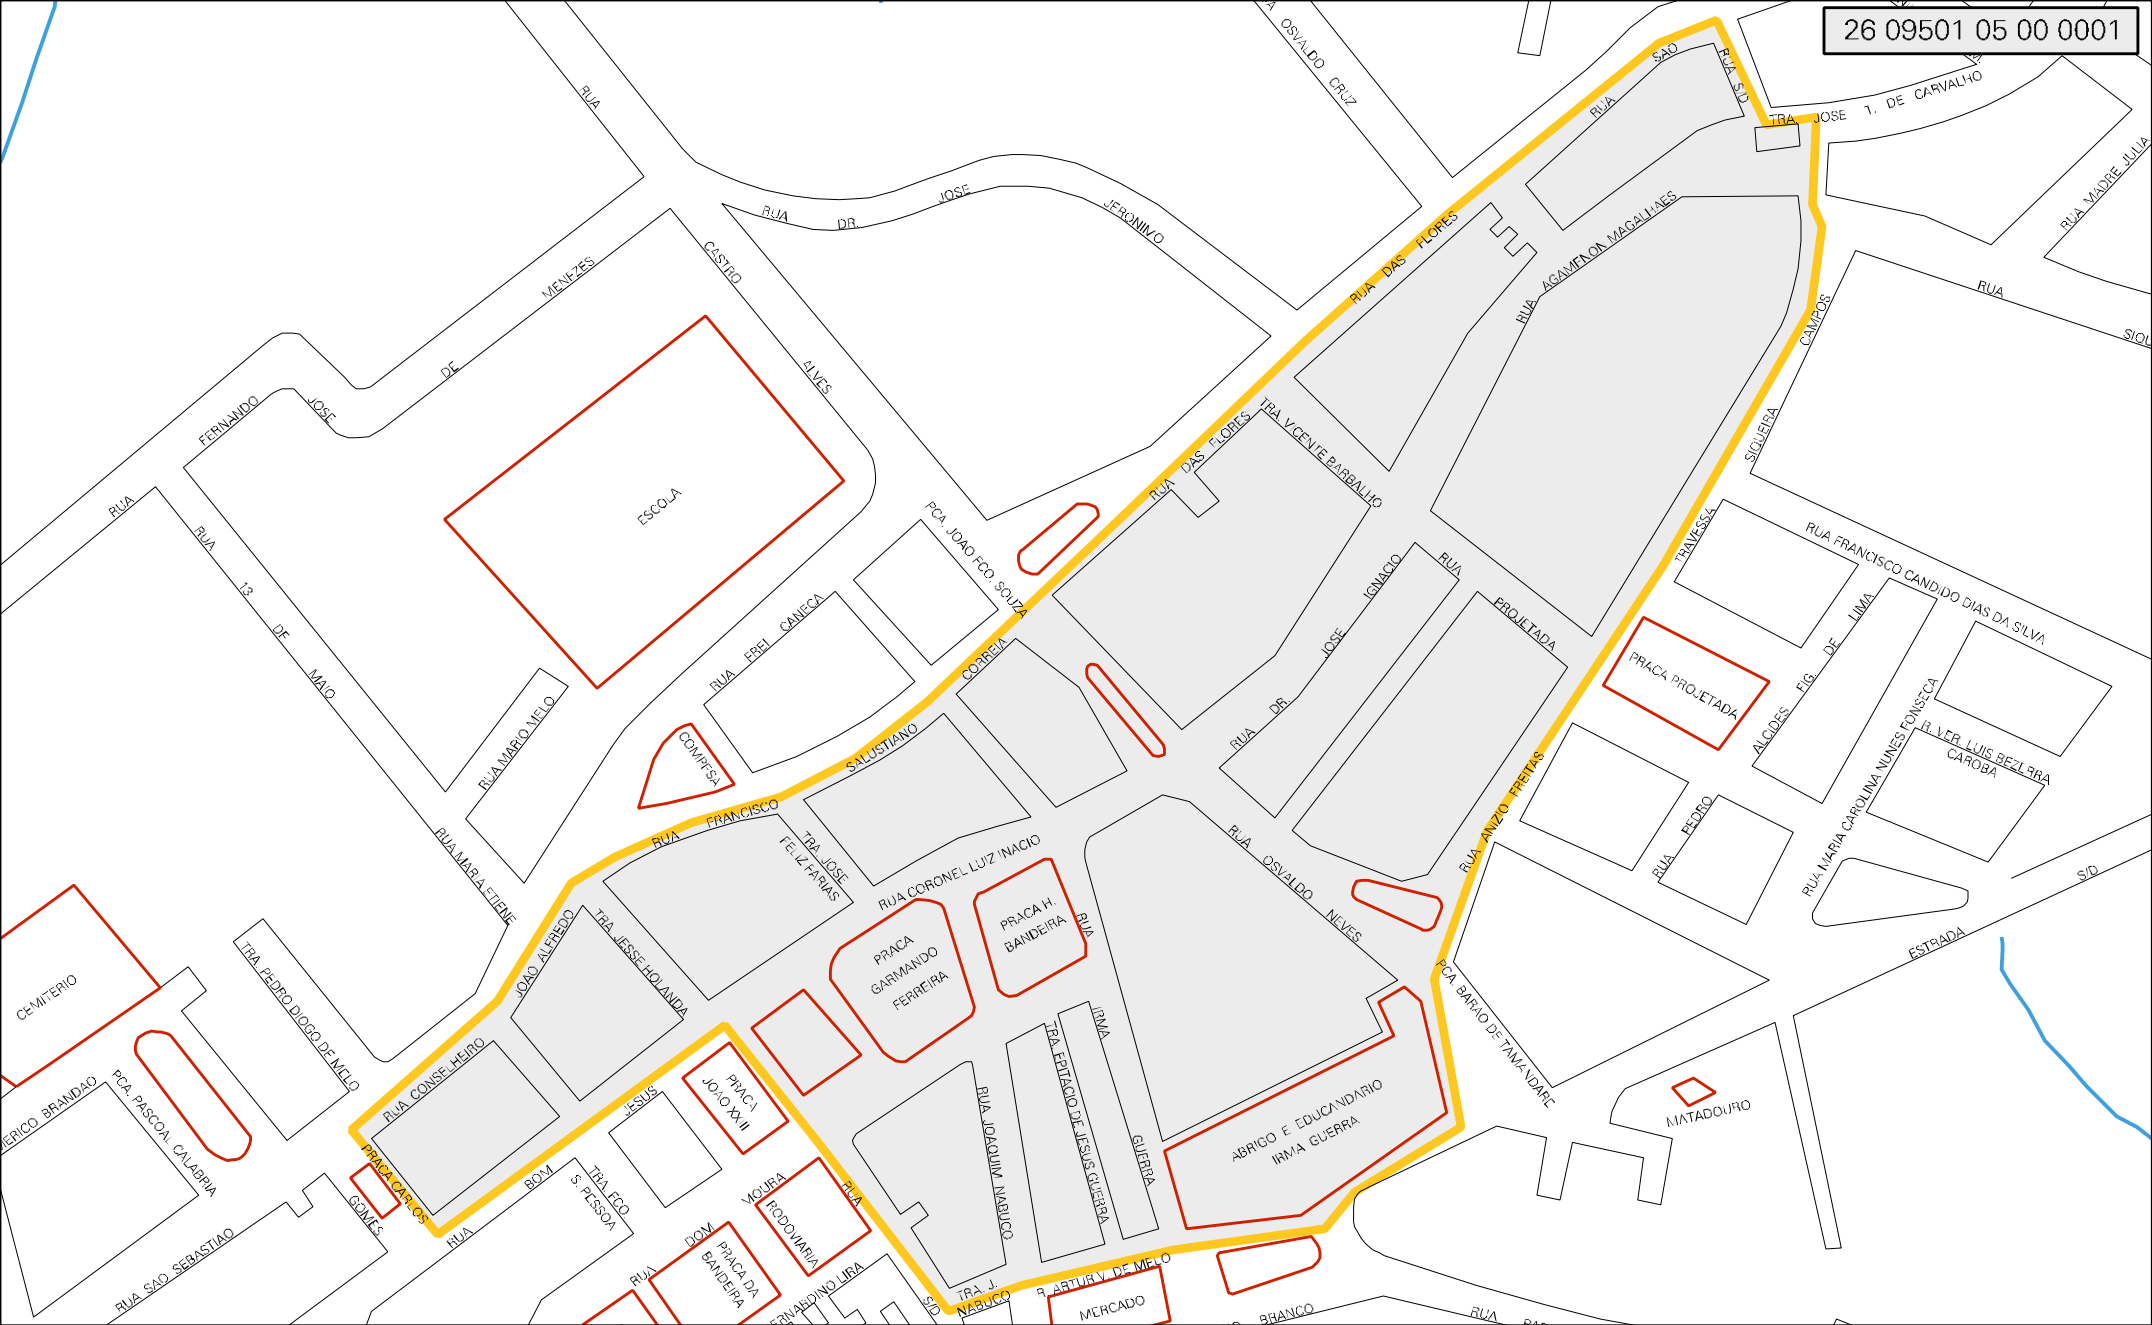 26 09501 05 00 0001
OSVALDO CRUZ
RUA SAO
RUA S/D
TRA. JOSE T. DE CARVALHO
RUA MADRE JULIA
RUA
CASTRO
ALVES
RUA DR. JOSE JERONIMO
RUA DAS FLORES
RUA AGAMENON MAGALHAES
RUA
SIQUEIRA CAMPOS
TRAVESSA
RUA FERNANDO JOSE DE MENEZES
RUA 13 DE MAIO
ESCOLA
RUA DAS FLORES
TRA. VICENTE BARBALHO
PCA. JOAO FCO. SOUZA
RUA FREI CANECA
RUA MARIO MELO
COMPESA
RUA MARIA ETIENE
RUA FRANCISCO SALUSTIANO CORREIA
TRA. JOSE
FELIZ FARIAS
RUA CORONEL LUIZ INACIO
RUA DR. JOSE IGNACIO
RUA PROJETADA
RUA FRANCISCO CANDIDO DIAS DA SILVA
PRACA PROJETADA
ALCIDES FIG. DE LIMA
RUA MARIA CAROLINA NUNES FONSECA
R. VER. LUIS BEZERRA
CAROBA
RUA PEDRO
RUA ANIZIO FREITAS
RUA OSVALDO NEVES
ESTRADA
S/D
PCA. BARAO DE TAMANDARE
MATADOURO
PRACA H.
BANDEIRA
PRACA
GARMANDO
FERREIRA
RUA IRMA GUERRA
TRA. EPITACIO DE JESUS GUERRA
RUA JOAQUIM NABUCO
ABRIGO E EDUCANDARIO
IRMA GUERRA
RUA CONSELHEIRO JOAO ALFREDO
TRA. JESSE HOLANDA
CEMITERIO
TRA. PEDRO DIOGO DE MELO
BRANDAO
PCA. PASCOAL CALABRIA
RUA SAO SEBASTIAO
PRACA CARLOS
GOMES
RUA BOM JESUS
TRA. FCO.
S. PESSOA
PRACA
JOAO XXIII
RUA DOM MOURA
RODOVIARIA
PRACA DA
BANDEIRA
RUA
S/D
TRA. J.
NABUCO
R. ARTUR V. DE MELO
MERCADO
BRANCO
RUA